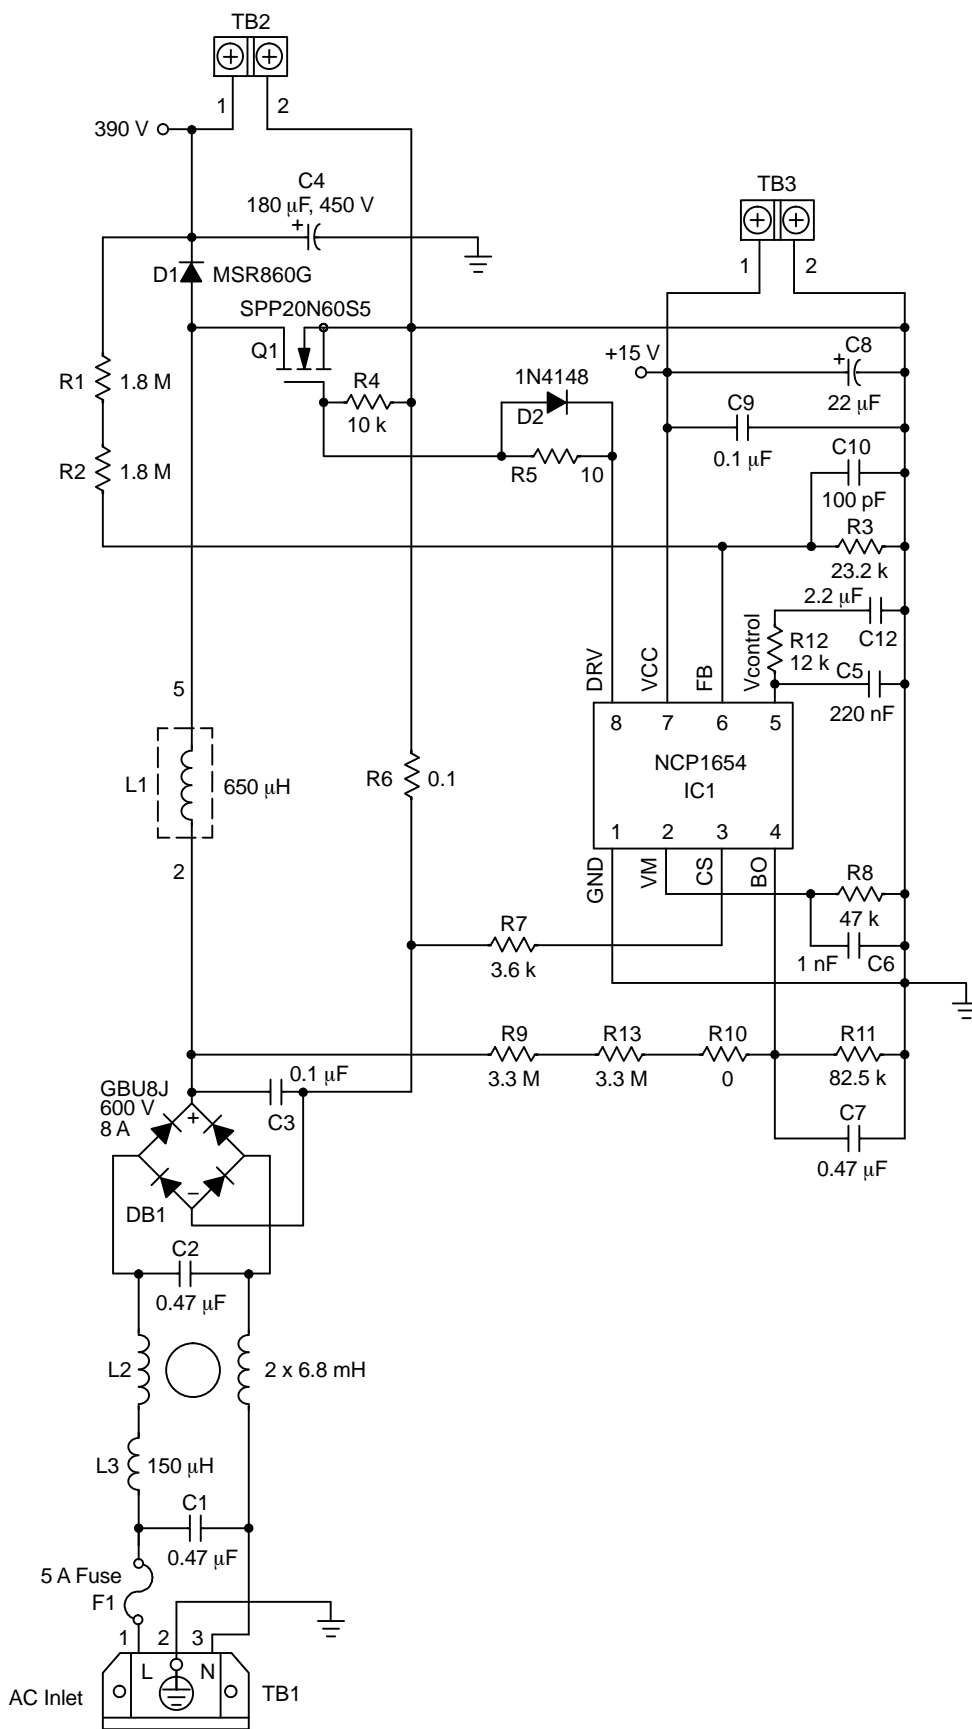 TB2
1
2
390 V
C4
180 µF, 450 V
+
TB3
1
2
D1
MSR860G
SPP20N60S5
Q1
+15 V
C8
+
22 µF
R1
1.8 M
R4
10 k
1N4148
D2
C9
0.1 µF
R2
1.8 M
R5
10
C10
100 pF
R3
23.2 k
2.2 µF
C12
R12
12 k
C5
220 nF
DRV
VCC
FB
Vcontrol
5
8
7
6
5
NCP1654
IC1
L1
650 µH
R6
0.1
1
2
3
4
2
GND
VM
CS
BO
R8
47 k
1 nF
C6
R7
3.6 k
R9
3.3 M
R13
3.3 M
R10
0
R11
82.5 k
C7
0.47 µF
0.1 µF
C3
GBU8J
600 V
8 A
+
−
DB1
C2
0.47 µF
L2
2 x 6.8 mH
L3
150 µH
C1
0.47 µF
5 A Fuse
F1
1
2
3
L
N
AC Inlet
TB1